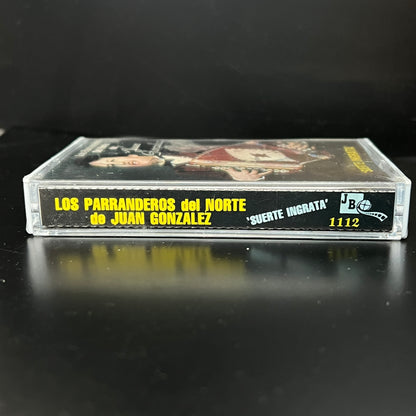 LOS PARRANDEROS del NORTE
de JUAN GONZALEZ
'SUERTE INGRATA'
JB
1112